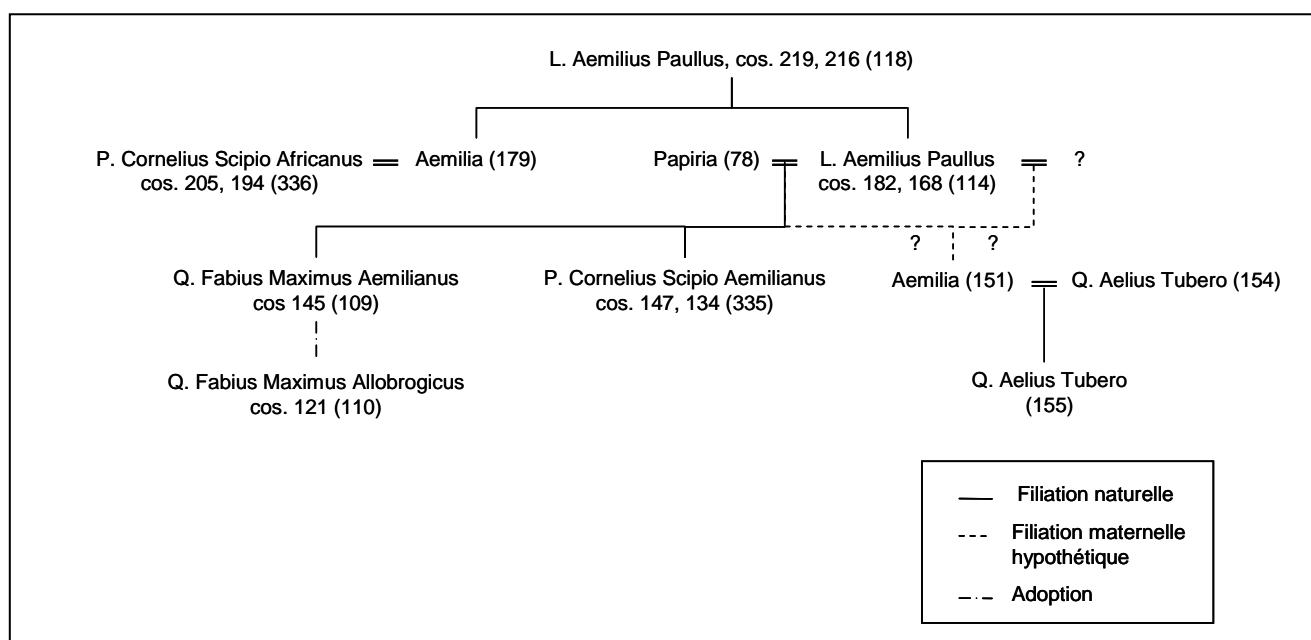 L. Aemilius Paullus, cos. 219, 216 (118)
P. Cornelius Scipio Africanus
cos. 205, 194 (336)
Aemilia (179)
Papiria (78)
L. Aemilius Paullus
cos. 182, 168 (114)
?
? ?
Q. Fabius Maximus Aemilianus
cos 145 (109)
P. Cornelius Scipio Aemilianus
cos. 147, 134 (335)
Aemilia (151)
Q. Aelius Tubero (154)
Q. Fabius Maximus Allobrogicus
cos. 121 (110)
Q. Aelius Tubero
(155)
Filiation naturelle
Filiation maternelle
hypothétique
Adoption